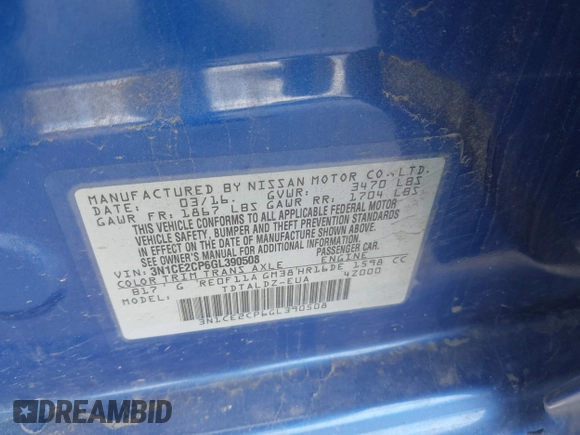 MANUFACTURED BY NISSAN MOTOR CO.,LTD.
DATE: 03/16 GVWR: 3470 LBS
GAWR FR: 1867 LBS GAWR RR: 1704 LBS
THIS VEHICLE CONFORMS TO ALL APPLICABLE FEDERAL MOTOR
VEHICLE SAFETY, BUMPER AND THEFT PREVENTION STANDARDS
IN EFFECT ON THE DATE OF MANUFACTURE SHOWN ABOVE.
SEE OWNER'S MANUAL PASSENGER CAR.
VIN: 3N1CE2CP6GL390508
COLOR TRIM TRANS AXLE ENGINE
B17 G RE0F11A GM38 HR16DE 1598 CC
MODEL: TDTALDZ-EUA 42000
3N1CE2CP6GL390508
DREAMBID